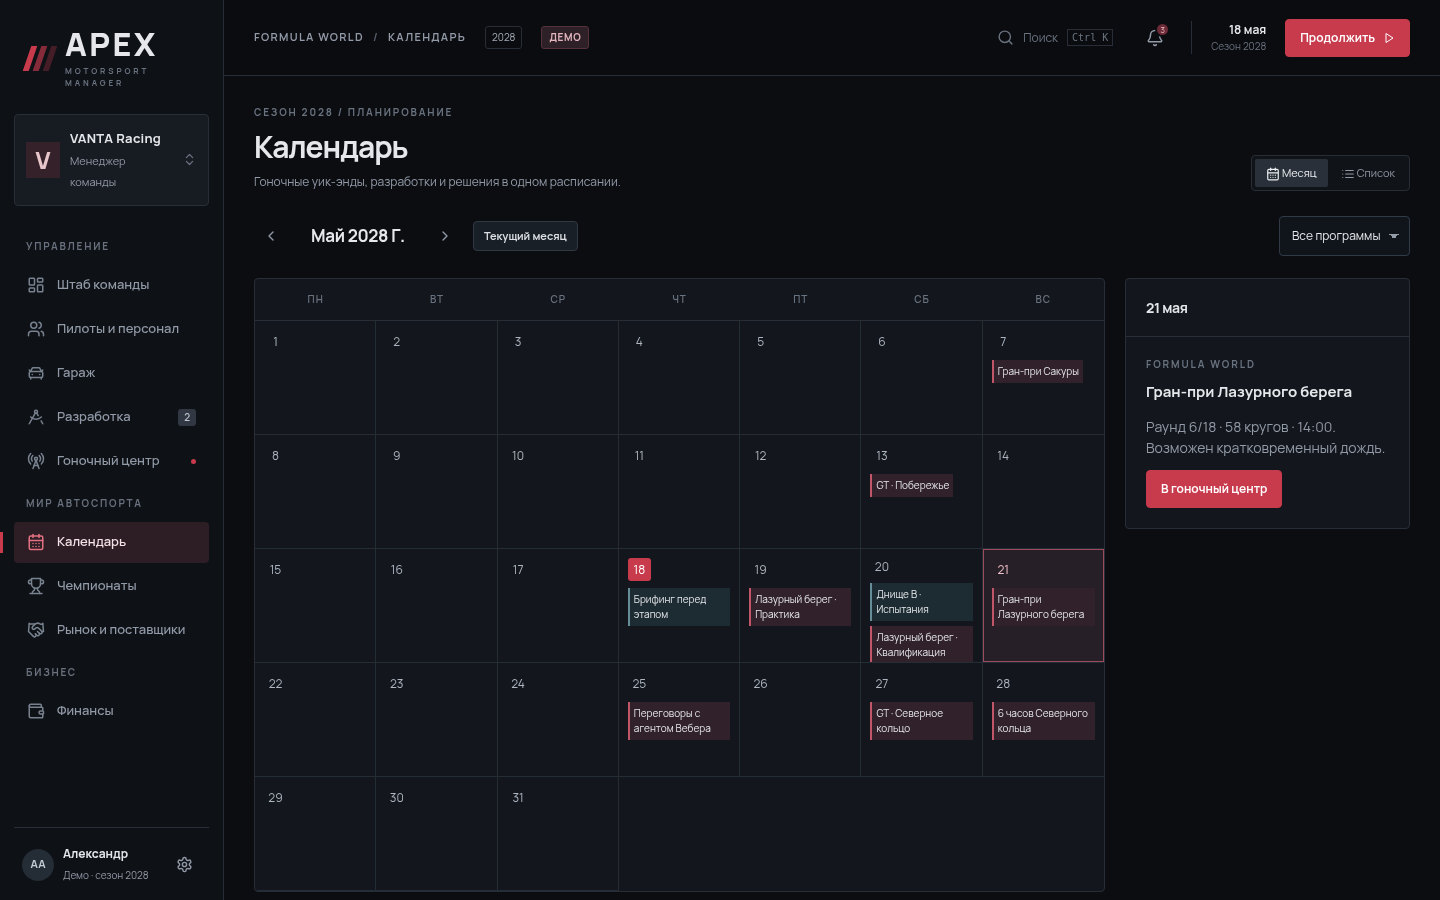 APEX
MOTORSPORT
MANAGER
V
VANTA Racing
Менеджер
команды
УПРАВЛЕНИЕ
Штаб команды
Пилоты и персонал
Гараж
Разработка 2
Гоночный центр
МИР АВТОСПОРТА
Календарь
Чемпионаты
Рынок и поставщики
БИЗНЕС
Финансы
АА
Александр
Демо · сезон 2028
FORMULA WORLD / КАЛЕНДАРЬ 2028 ДЕМО
Поиск Ctrl K
3
18 мая
Сезон 2028
Продолжить
СЕЗОН 2028 / ПЛАНИРОВАНИЕ
Календарь
Гоночные уик-энды, разработки и решения в одном расписании.
Месяц Список
Май 2028 Г.
Текущий месяц
Все программы
ПН ВТ СР ЧТ ПТ СБ ВС
1 2 3 4 5 6 7
Гран-при Сакуры
8 9 10 11 12 13 14
GT · Побережье
15 16 17 18 19 20 21
Брифинг перед
этапом
Лазурный берег ·
Практика
Днище B ·
Испытания
Лазурный берег ·
Квалификация
Гран-при
Лазурного берега
22 23 24 25 26 27 28
Переговоры с
агентом Вебера
GT · Северное
кольцо
6 часов Северного
кольца
29 30 31
21 мая
FORMULA WORLD
Гран-при Лазурного берега
Раунд 6/18 · 58 кругов · 14:00.
Возможен кратковременный дождь.
В гоночный центр